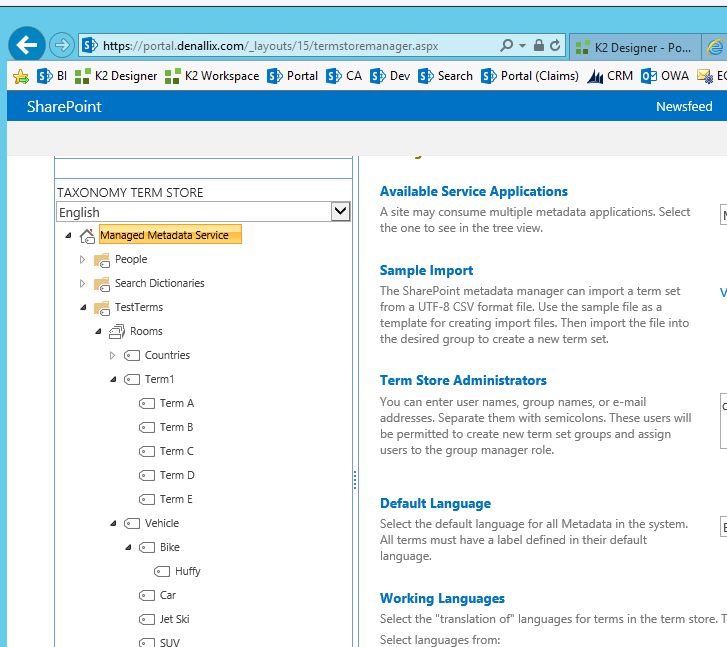 https://portal.denallix.com/_layouts/15/termstoremanager.aspx
K2 Designer - Po...
BI K2 Designer K2 Workspace Portal CA Dev Search Portal (Claims) CRM OWA
SharePoint
Newsfeed
TAXONOMY TERM STORE
English
Managed Metadata Service
People
Search Dictionaries
TestTerms
Rooms
Countries
Term1
Term A
Term B
Term C
Term D
Term E
Vehicle
Bike
Huffy
Car
Jet Ski
SUV
Available Service Applications
A site may consume multiple metadata applications. Select
the one to see in the tree view.
Sample Import
The SharePoint metadata manager can import a term set
from a UTF-8 CSV format file. Use the sample file as a
template for creating import files. Then import the file into
the desired group to create a new term set.
Term Store Administrators
You can enter user names, group names, or e-mail
addresses. Separate them with semicolons. These users will
be permitted to create new term set groups and assign
users to the group manager role.
Default Language
Select the default language for all Metadata in the system.
All terms must have a label defined in their default
language.
Working Languages
Select the "translation of" languages for terms in the term store. T
Select languages from: